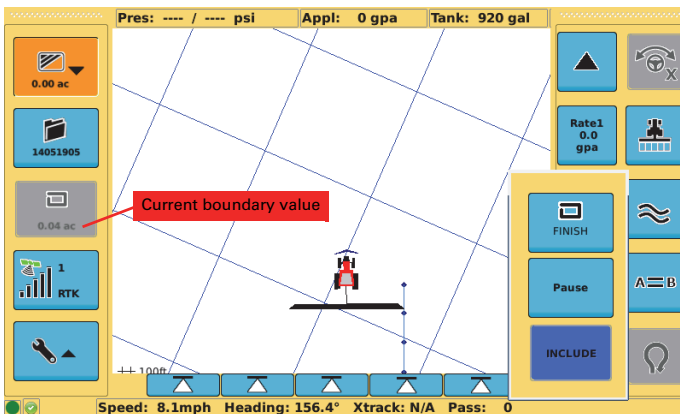 Pres: ---- / ---- psi
Appl: 0 gpa
Tank: 920 gal
0.00 ac
14051905
0.04 ac
Current boundary value
1
RTK
100ft
Rate1
0.0
gpa
X
FINISH
Pause
INCLUDE
A=B
Speed: 8.1mph Heading: 156.4° Xtrack: N/A Pass: 0